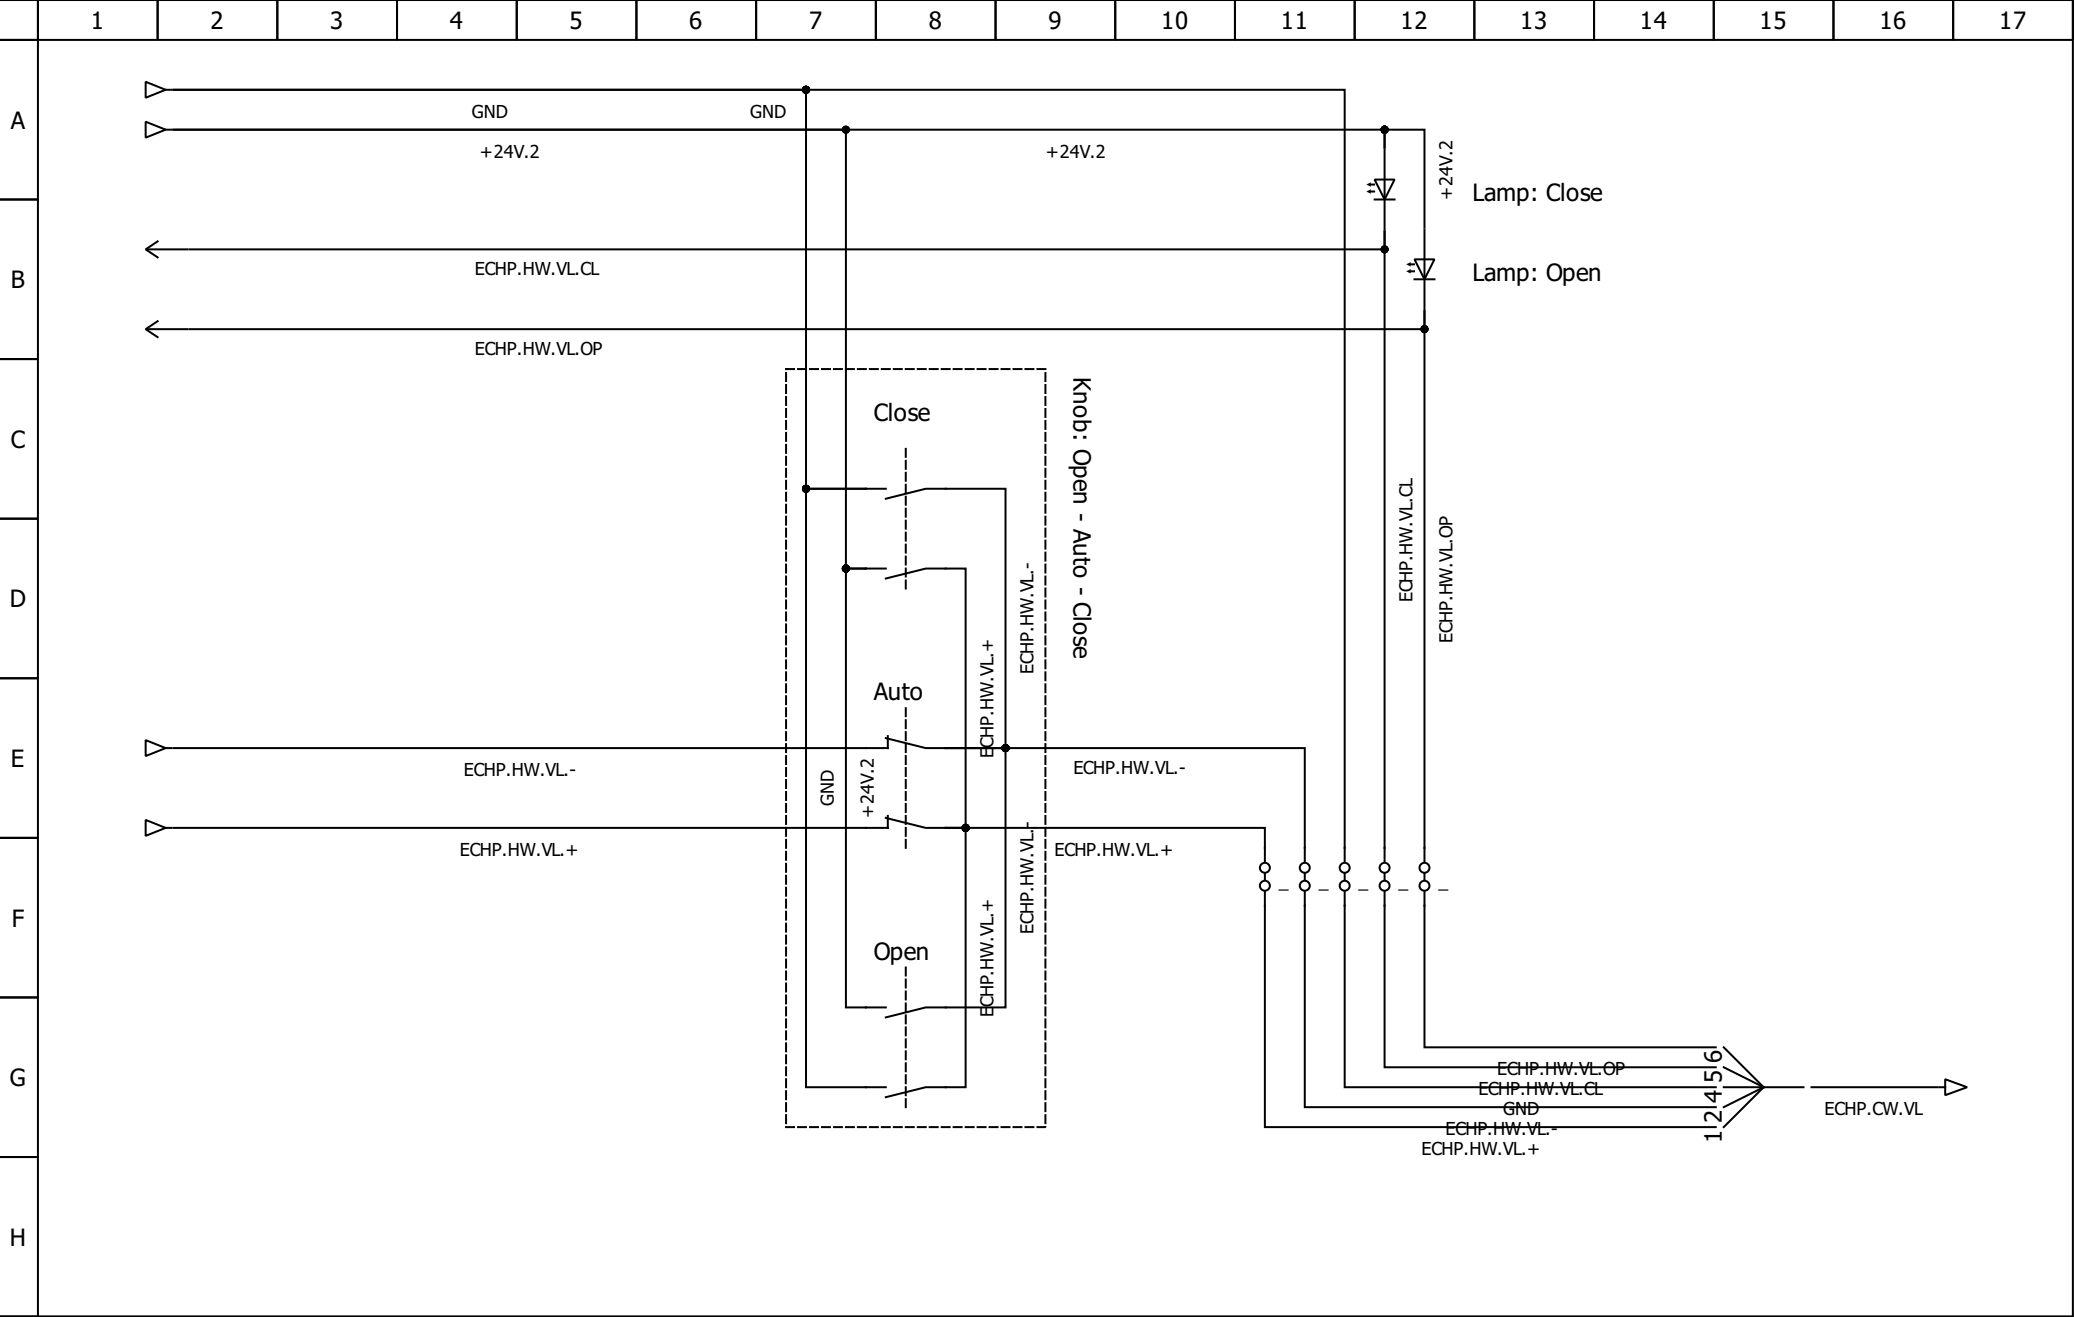 1 2 3 4 5 6 7 8 9 10 11 12 13 14 15 16 17
A
GND GND
+24V.2 +24V.2
+24V.2
Lamp: Close
B
ECHP.HW.VL.CL
Lamp: Open
ECHP.HW.VL.OP
C
Close
Knob: Open - Auto - Close
ECHP.HW.VL.CL
ECHP.HW.VL.OP
D
ECHP.HW.VL.-
ECHP.HW.VL.+
Auto
E
ECHP.HW.VL.-
GND
+24V.2
ECHP.HW.VL.-
ECHP.HW.VL.+
ECHP.HW.VL.-
ECHP.HW.VL.+
F
_ _ _ _ _
ECHP.HW.VL.+
Open
G
ECHP.HW.VL.OP
6
ECHP.HW.VL.CL
5
GND
4
ECHP.HW.VL.-
2
ECHP.HW.VL.+
1
ECHP.CW.VL
H